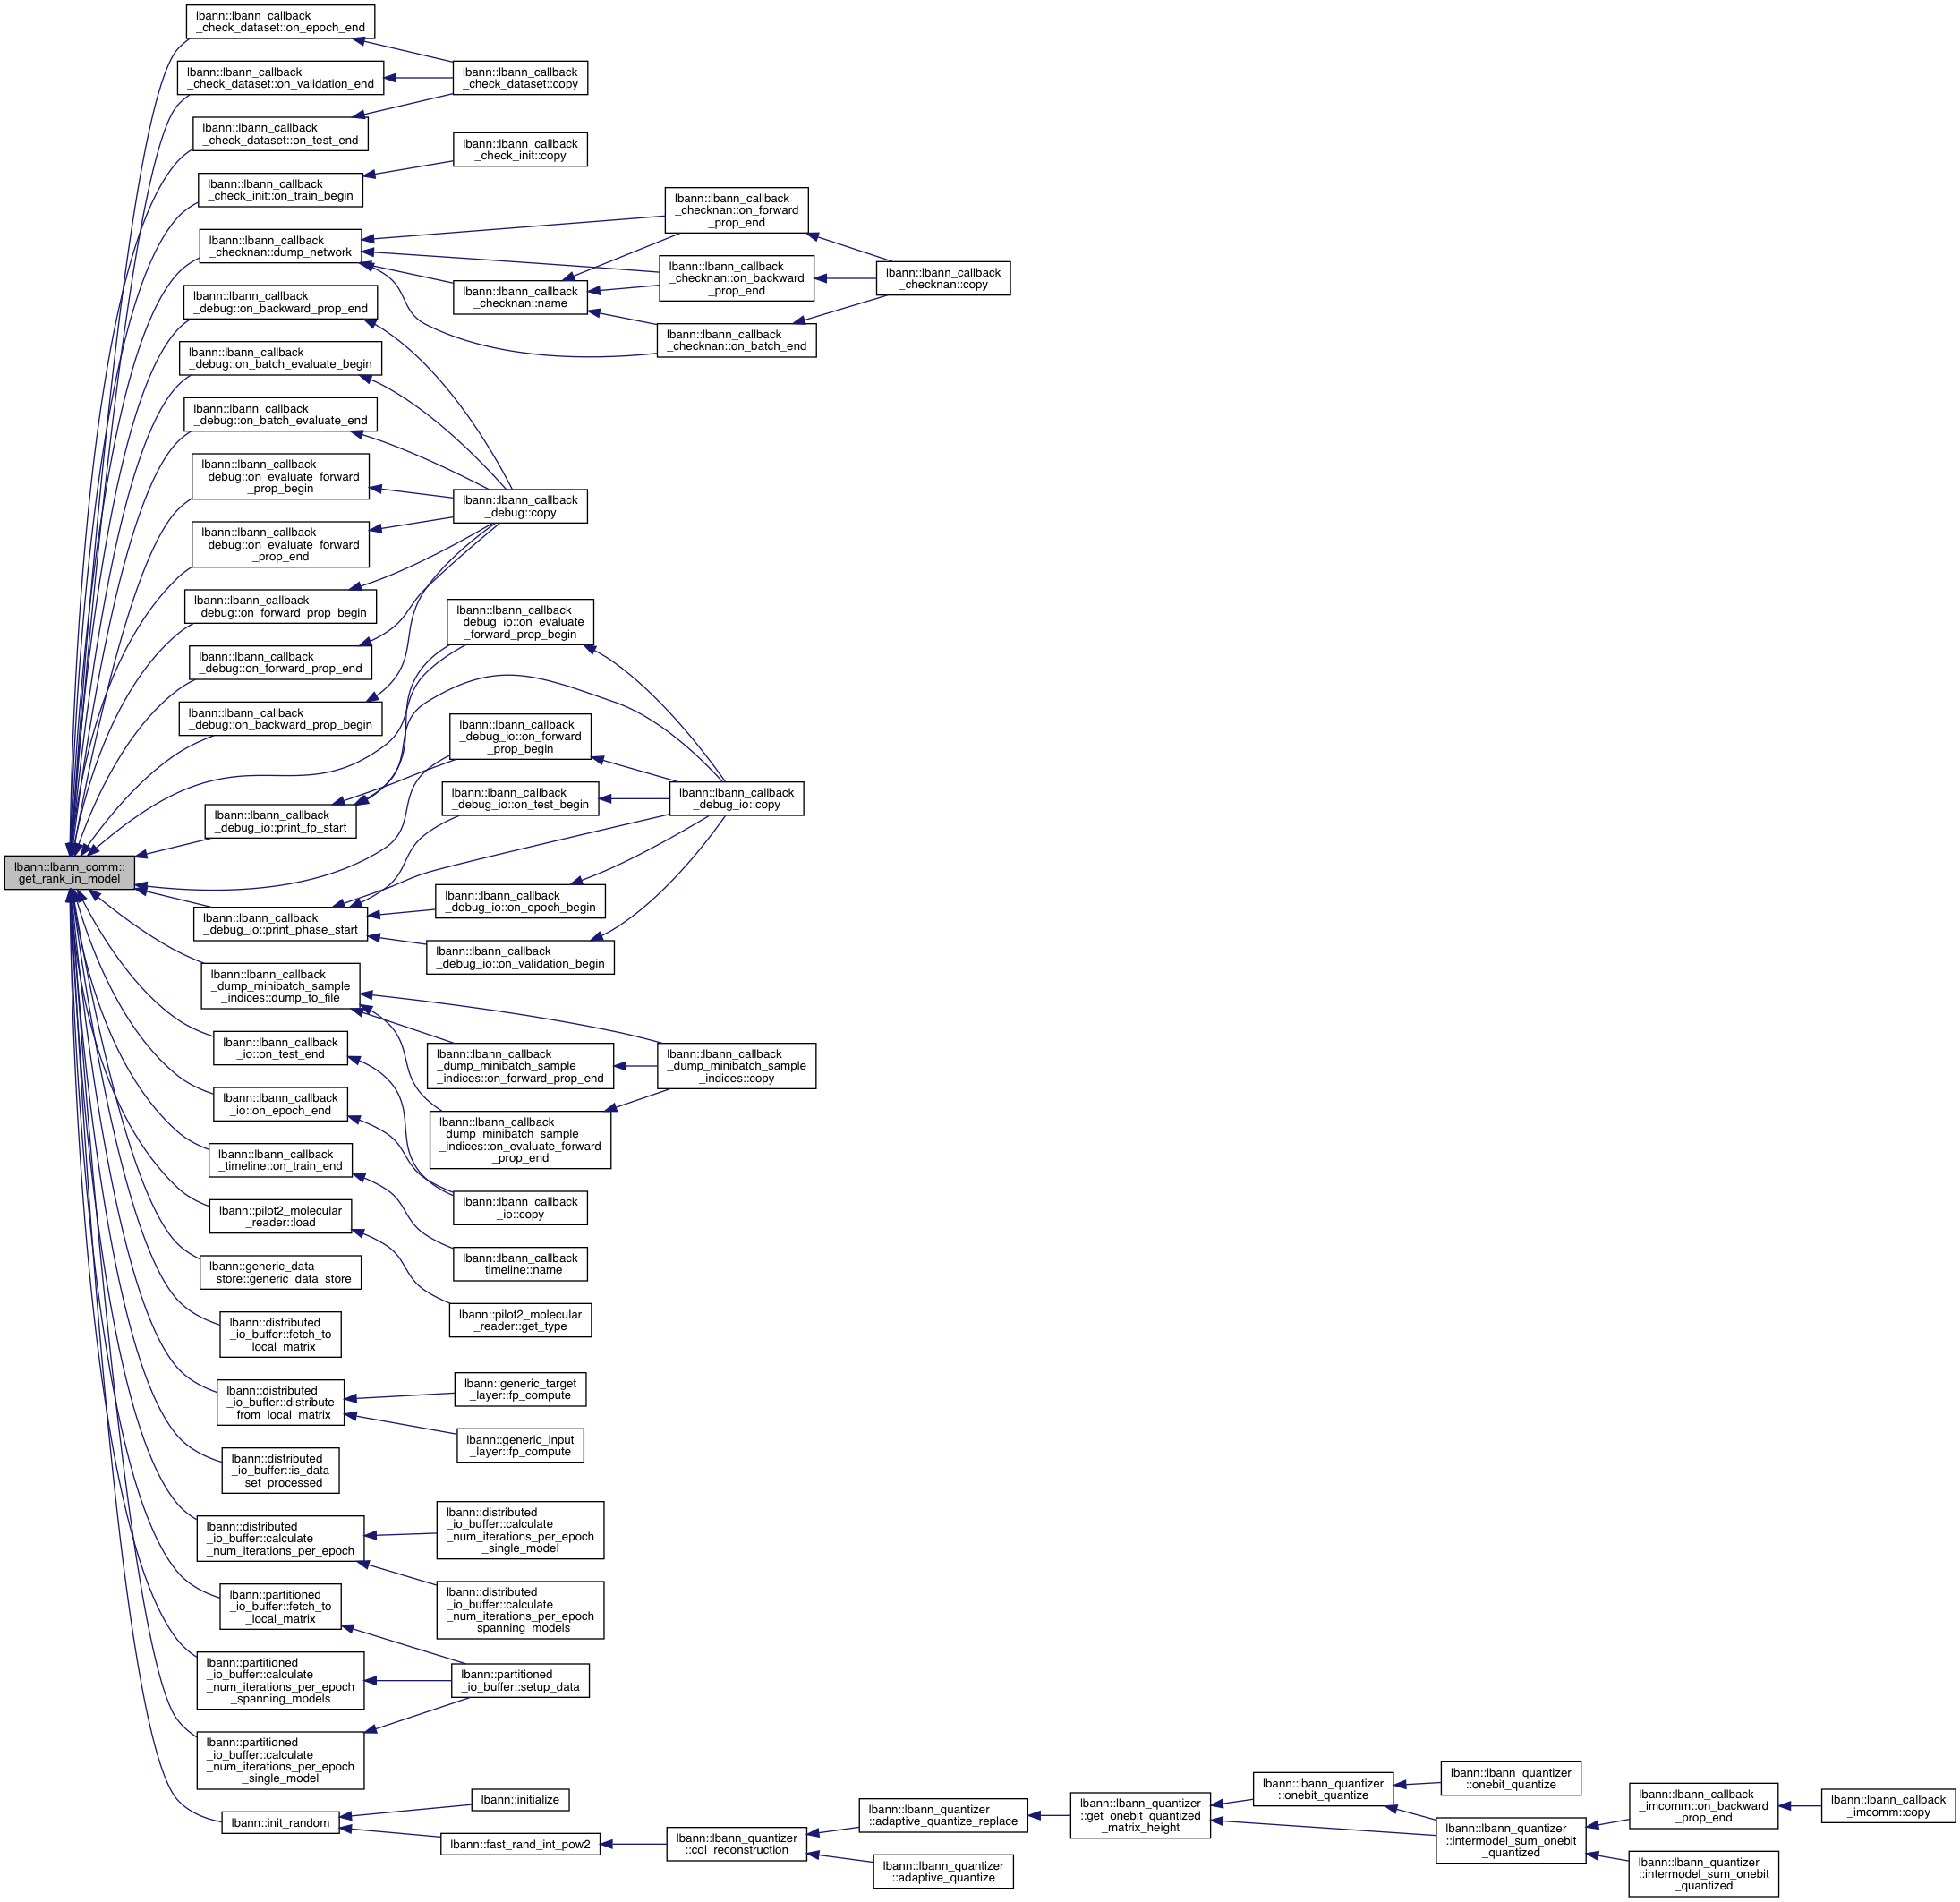 lbann::lbann_comm::
get_rank_in_model
lbann::lbann_callback
_check_dataset::on_epoch_end
lbann::lbann_callback
_check_dataset::on_validation_end
lbann::lbann_callback
_check_dataset::on_test_end
lbann::lbann_callback
_check_init::on_train_begin
lbann::lbann_callback
_checknan::dump_network
lbann::lbann_callback
_debug::on_backward_prop_end
lbann::lbann_callback
_debug::on_batch_evaluate_begin
lbann::lbann_callback
_debug::on_batch_evaluate_end
lbann::lbann_callback
_debug::on_evaluate_forward
_prop_begin
lbann::lbann_callback
_debug::on_evaluate_forward
_prop_end
lbann::lbann_callback
_debug::on_forward_prop_begin
lbann::lbann_callback
_debug::on_forward_prop_end
lbann::lbann_callback
_debug::on_backward_prop_begin
lbann::lbann_callback
_debug_io::print_fp_start
lbann::lbann_callback
_debug_io::print_phase_start
lbann::lbann_callback
_dump_minibatch_sample
_indices::dump_to_file
lbann::lbann_callback
_io::on_test_end
lbann::lbann_callback
_io::on_epoch_end
lbann::lbann_callback
_timeline::on_train_end
lbann::pilot2_molecular
_reader::load
lbann::generic_data
_store::generic_data_store
lbann::distributed
_io_buffer::fetch_to
_local_matrix
lbann::distributed
_io_buffer::distribute
_from_local_matrix
lbann::distributed
_io_buffer::is_data
_set_processed
lbann::distributed
_io_buffer::calculate
_num_iterations_per_epoch
lbann::partitioned
_io_buffer::fetch_to
_local_matrix
lbann::partitioned
_io_buffer::calculate
_num_iterations_per_epoch
_spanning_models
lbann::partitioned
_io_buffer::calculate
_num_iterations_per_epoch
_single_model
lbann::init_random
lbann::lbann_callback
_check_dataset::copy
lbann::lbann_callback
_check_init::copy
lbann::lbann_callback
_checknan::name
lbann::lbann_callback
_debug::copy
lbann::lbann_callback
_debug_io::on_evaluate
_forward_prop_begin
lbann::lbann_callback
_debug_io::on_forward
_prop_begin
lbann::lbann_callback
_debug_io::on_test_begin
lbann::lbann_callback
_debug_io::on_epoch_begin
lbann::lbann_callback
_debug_io::on_validation_begin
lbann::lbann_callback
_dump_minibatch_sample
_indices::on_forward_prop_end
lbann::lbann_callback
_dump_minibatch_sample
_indices::on_evaluate_forward
_prop_end
lbann::lbann_callback
_io::copy
lbann::lbann_callback
_timeline::name
lbann::pilot2_molecular
_reader::get_type
lbann::generic_target
_layer::fp_compute
lbann::generic_input
_layer::fp_compute
lbann::distributed
_io_buffer::calculate
_num_iterations_per_epoch
_single_model
lbann::distributed
_io_buffer::calculate
_num_iterations_per_epoch
_spanning_models
lbann::partitioned
_io_buffer::setup_data
lbann::initialize
lbann::fast_rand_int_pow2
lbann::lbann_callback
_checknan::on_forward
_prop_end
lbann::lbann_callback
_checknan::on_backward
_prop_end
lbann::lbann_callback
_checknan::on_batch_end
lbann::lbann_callback
_checknan::copy
lbann::lbann_callback
_debug_io::copy
lbann::lbann_callback
_dump_minibatch_sample
_indices::copy
lbann::lbann_quantizer
::col_reconstruction
lbann::lbann_quantizer
::adaptive_quantize_replace
lbann::lbann_quantizer
::adaptive_quantize
lbann::lbann_quantizer
::get_onebit_quantized
_matrix_height
lbann::lbann_quantizer
::onebit_quantize
lbann::lbann_quantizer
::onebit_quantize
lbann::lbann_quantizer
::intermodel_sum_onebit
_quantized
lbann::lbann_callback
_imcomm::on_backward
_prop_end
lbann::lbann_quantizer
::intermodel_sum_onebit
_quantized
lbann::lbann_callback
_imcomm::copy